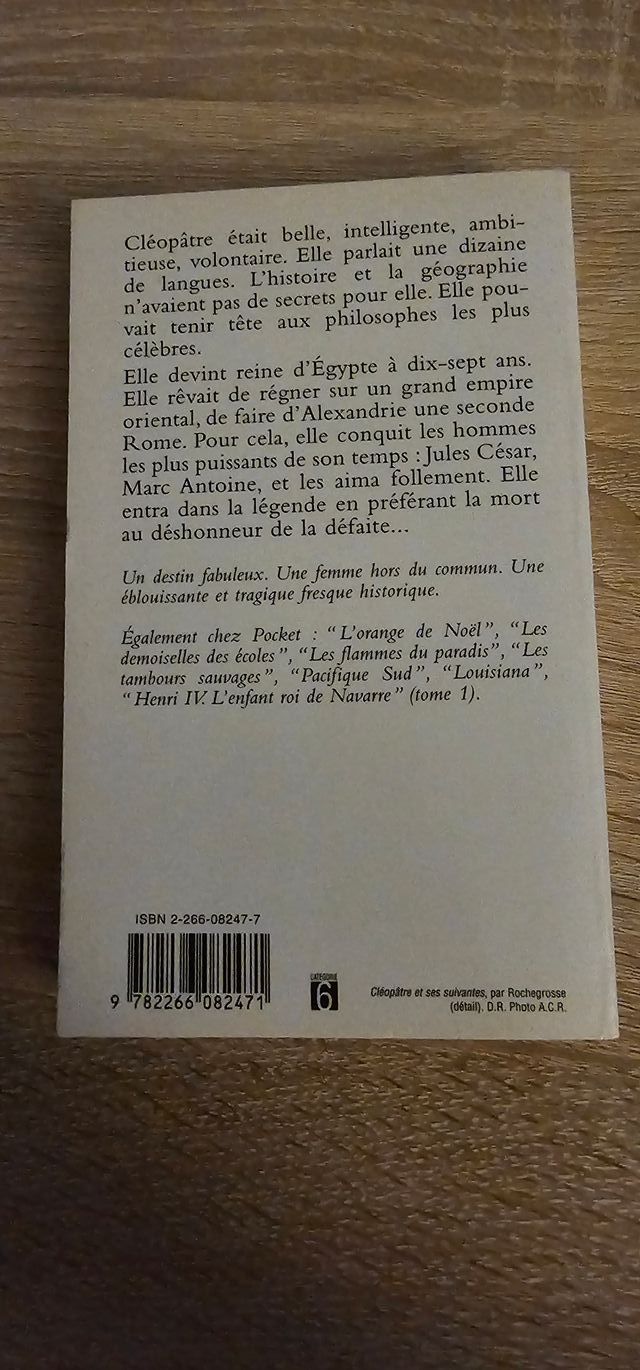 Cléopâtre était belle, intelligente, ambi-
tieuse, volontaire. Elle parlait une dizaine
de langues. L'histoire et la géographie
n'avaient pas de secrets pour elle. Elle pou-
vait tenir tête aux philosophes les plus
célèbres.
Elle devint reine d'Égypte à dix-sept ans.
Elle rêvait de régner sur un grand empire
oriental, de faire d'Alexandrie une seconde
Rome. Pour cela, elle conquit les hommes
les plus puissants de son temps : Jules César,
Marc Antoine, et les aima follement. Elle
entra dans la légende en préférant la mort
au déshonneur de la défaite...
Un destin fabuleux. Une femme hors du commun. Une
éblouissante et tragique fresque historique.
Également chez Pocket : "L'orange de Noël", "Les
demoiselles des écoles", "Les flammes du paradis", "Les
tambours sauvages", "Pacifique Sud", "Louisiana",
"Henri IV. L'enfant roi de Navarre" (tome 1).
ISBN 2-266-08247-7
9 782266 082471
CATÉGORIE
6
Cléopâtre et ses suivantes, par Rochegrosse
(détail). D.R. Photo A.C.R.